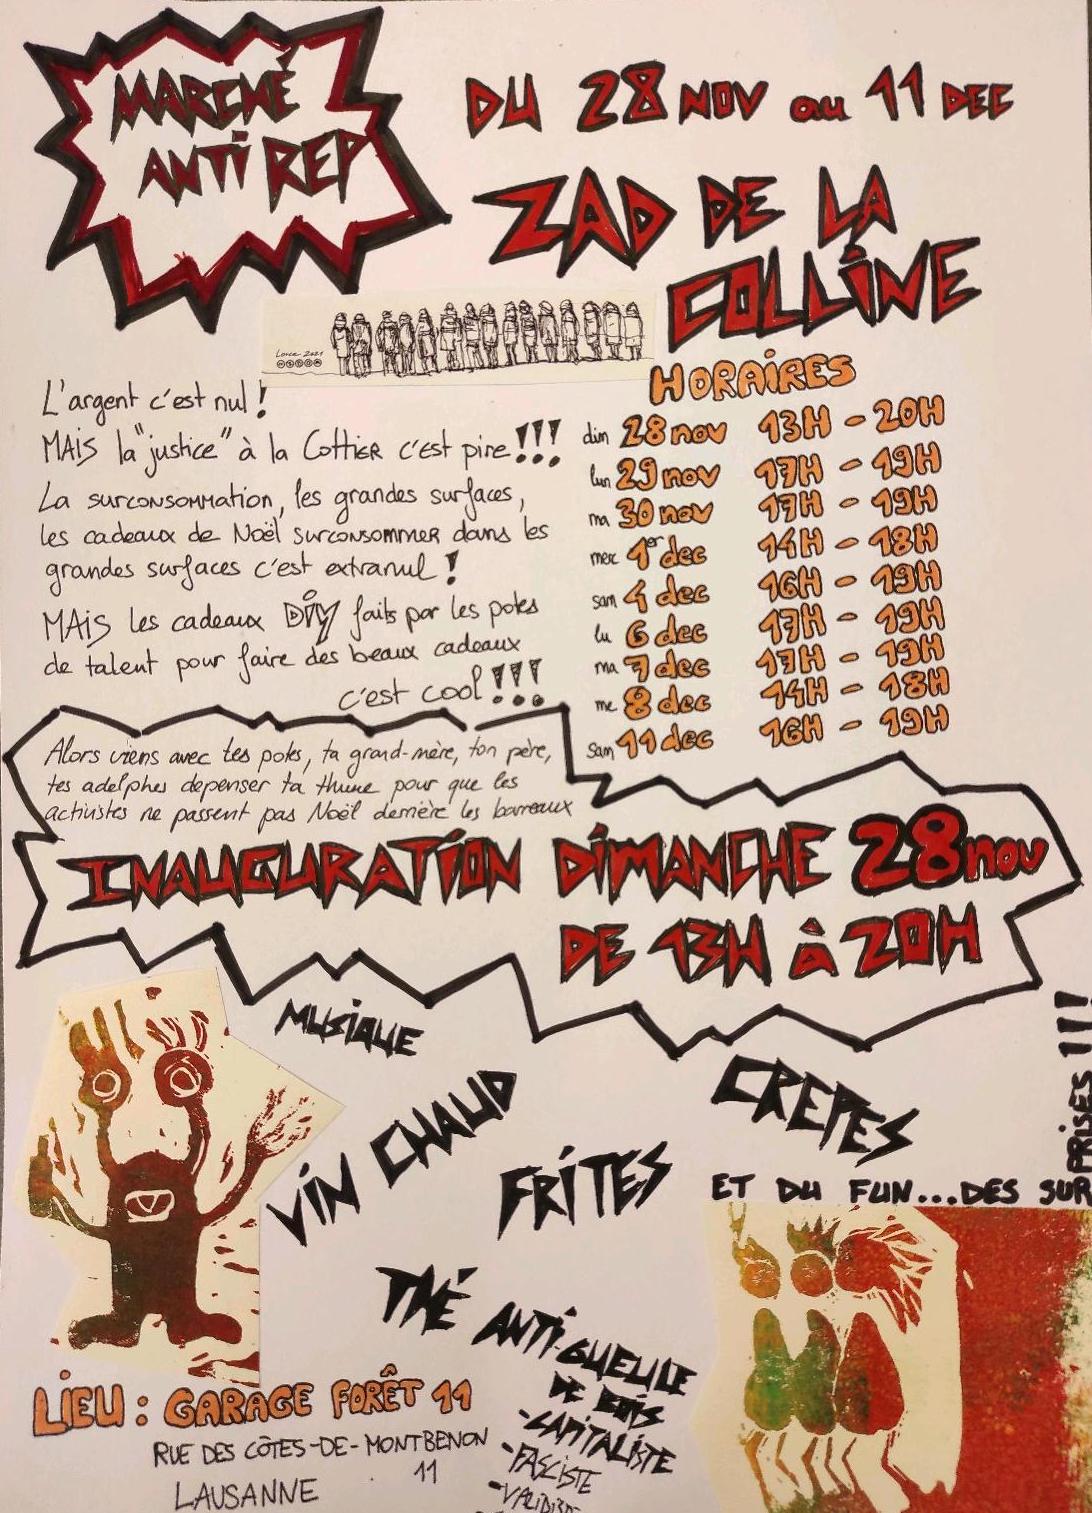 MARCHÉ
ANTI REP
DU 28 NOV au 11 DEC
ZAD DE LA
COLLINE
Lorea 2021
L'argent c'est nul !
MAIS la "justice" à la Cottier c'est pire !!!
La surconsommation, les grandes surfaces,
les cadeaux de Noël surconsommer dans les
grandes surfaces c'est extranul !
MAIS les cadeaux DIY faits par les potes
de talent pour faire des beaux cadeaux
c'est cool !!!
HORAIRES
dim 28 nov 13H - 20H
lun 29 nov 17H - 19H
ma 30 nov 17H - 19H
merc 1er dec 14H - 18H
sam 4 dec 16H - 19H
lu 6 dec 17H - 19H
ma 7 dec 17H - 19H
me 8 dec 14H - 18H
sam 11 dec 16H - 19H
Alors viens avec tes potes, ta grand-mère, ton père,
tes adelphes depenser ta thune pour que les
activistes ne passent pas Noël derrière les barreaux
INAUGURATION DIMANCHE 28 nov
DE 13H À 20H
MUSIQUE
VIN CHAUD
CREPES
FRITES
ET DU FUN...DES SUR
PRISES !!!
THÉ ANTI-GUEULE
DE BOIS
-CAPITALISTE
-FASCISTE
LIEU : GARAGE FORÊT 11
RUE DES CÔTES-DE-MONTBENON
11
LAUSANNE